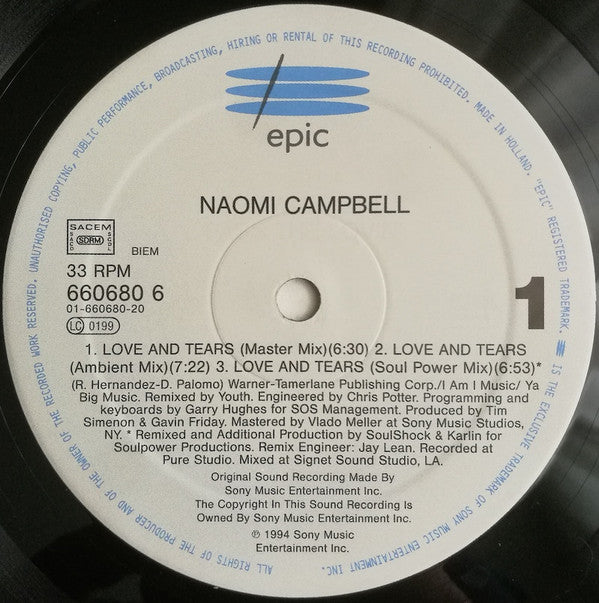 epic
NAOMI CAMPBELL
SACEM
SACD
SDRM
SGDL
BIEM
33 RPM
660680 6
01-660680-20
LC 0199
1
1. LOVE AND TEARS (Master Mix)(6:30) 2. LOVE AND TEARS
(Ambient Mix)(7:22) 3. LOVE AND TEARS (Soul Power Mix)(6:53)*
(R. Hernandez-D. Palomo) Warner-Tamerlane Publishing Corp./I Am I Music/ Ya
Big Music. Remixed by Youth. Engineered by Chris Potter. Programming and
keyboards by Garry Hughes for SOS Management. Produced by Tim
Simenon & Gavin Friday. Mastered by Vlado Meller at Sony Music Studios,
NY. * Remixed and Additional Production by SoulShock & Karlin for
Soulpower Productions. Remix Engineer: Jay Lean. Recorded at
Pure Studio. Mixed at Signet Sound Studio, LA.
Original Sound Recording Made By
Sony Music Entertainment Inc.
The Copyright In This Sound Recording Is
Owned By Sony Music Entertainment Inc.
℗ 1994 Sony Music
Entertainment Inc.
ALL RIGHTS OF THE PRODUCER AND OF THE OWNER OF THE RECORDED WORK RESERVED. UNAUTHORISED COPYING, PUBLIC PERFORMANCE, BROADCASTING, HIRING OR RENTAL OF THIS RECORDING PROHIBITED. MADE IN HOLLAND. "EPIC" REGISTERED TRADEMARK. IS THE EXCLUSIVE TRADEMARK OF SONY MUSIC ENTERTAINMENT INC.